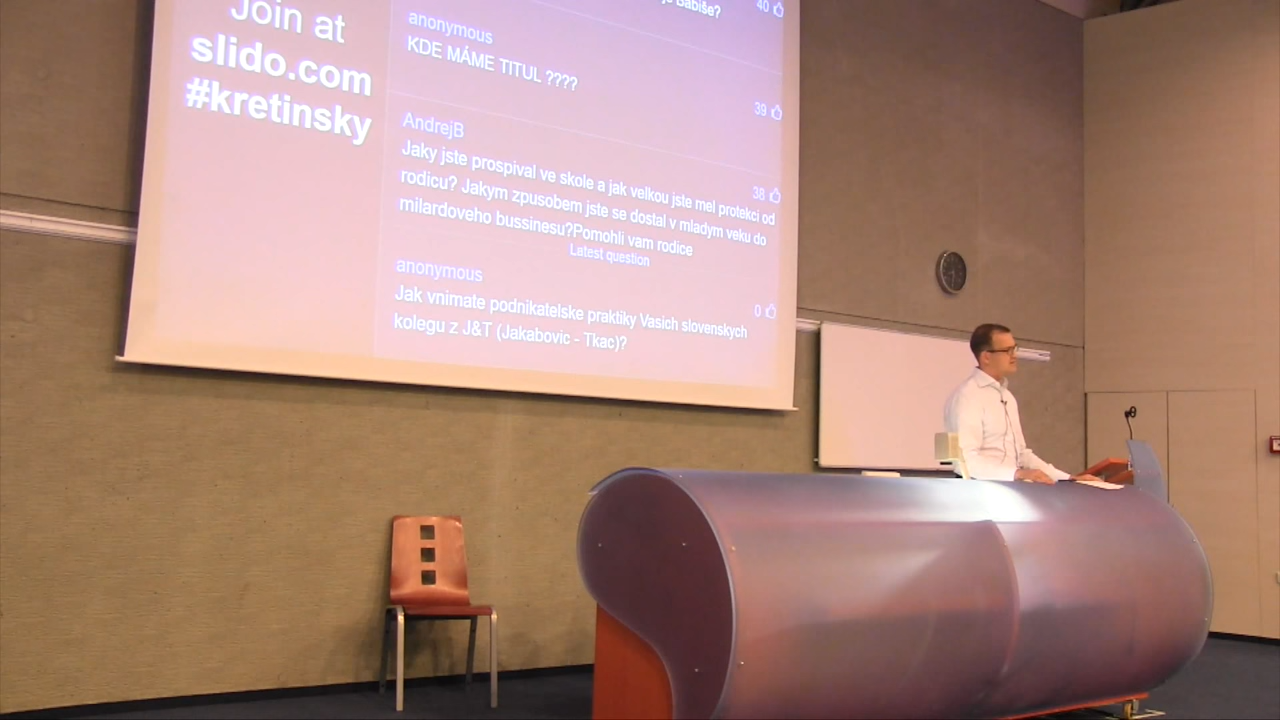 Join at
slido.com
#kretinsky
Babiše?
40
anonymous
KDE MÁME TITUL ????
39
AndrejB
Jaky jste prospival ve skole a jak velkou jste mel protekci od
rodicu? Jakym zpusobem jste se dostal v mladym veku do
milardoveho bussinesu?Pomohli vam rodice
38
Latest question
anonymous
Jak vnimate podnikatelske praktiky Vasich slovenskych
kolegu z J&T (Jakabovic - Tkac)?
0